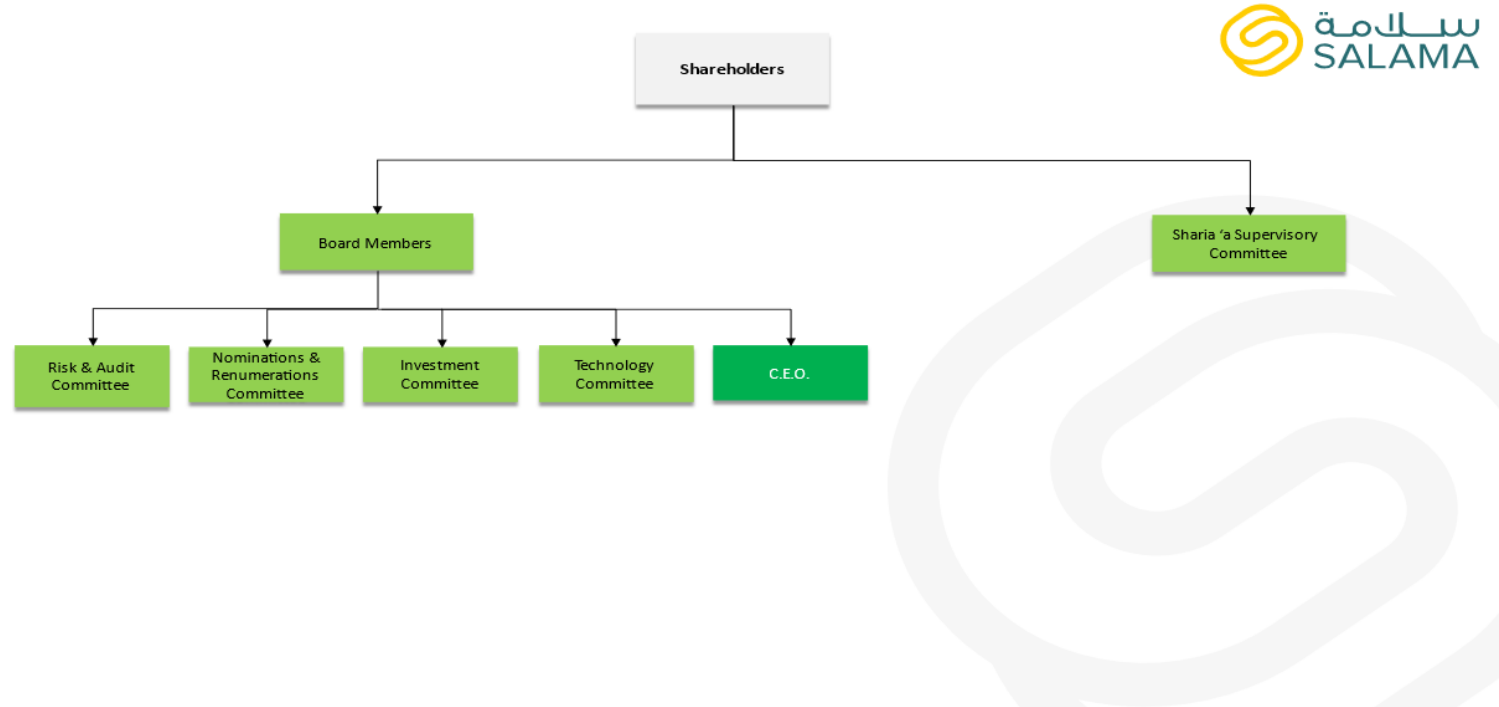 سلامة
SALAMA
Shareholders
Board Members
Sharia ‘a Supervisory
Committee
Risk & Audit
Committee
Nominations &
Renumerations
Committee
Investment
Committee
Technology
Committee
C.E.O.